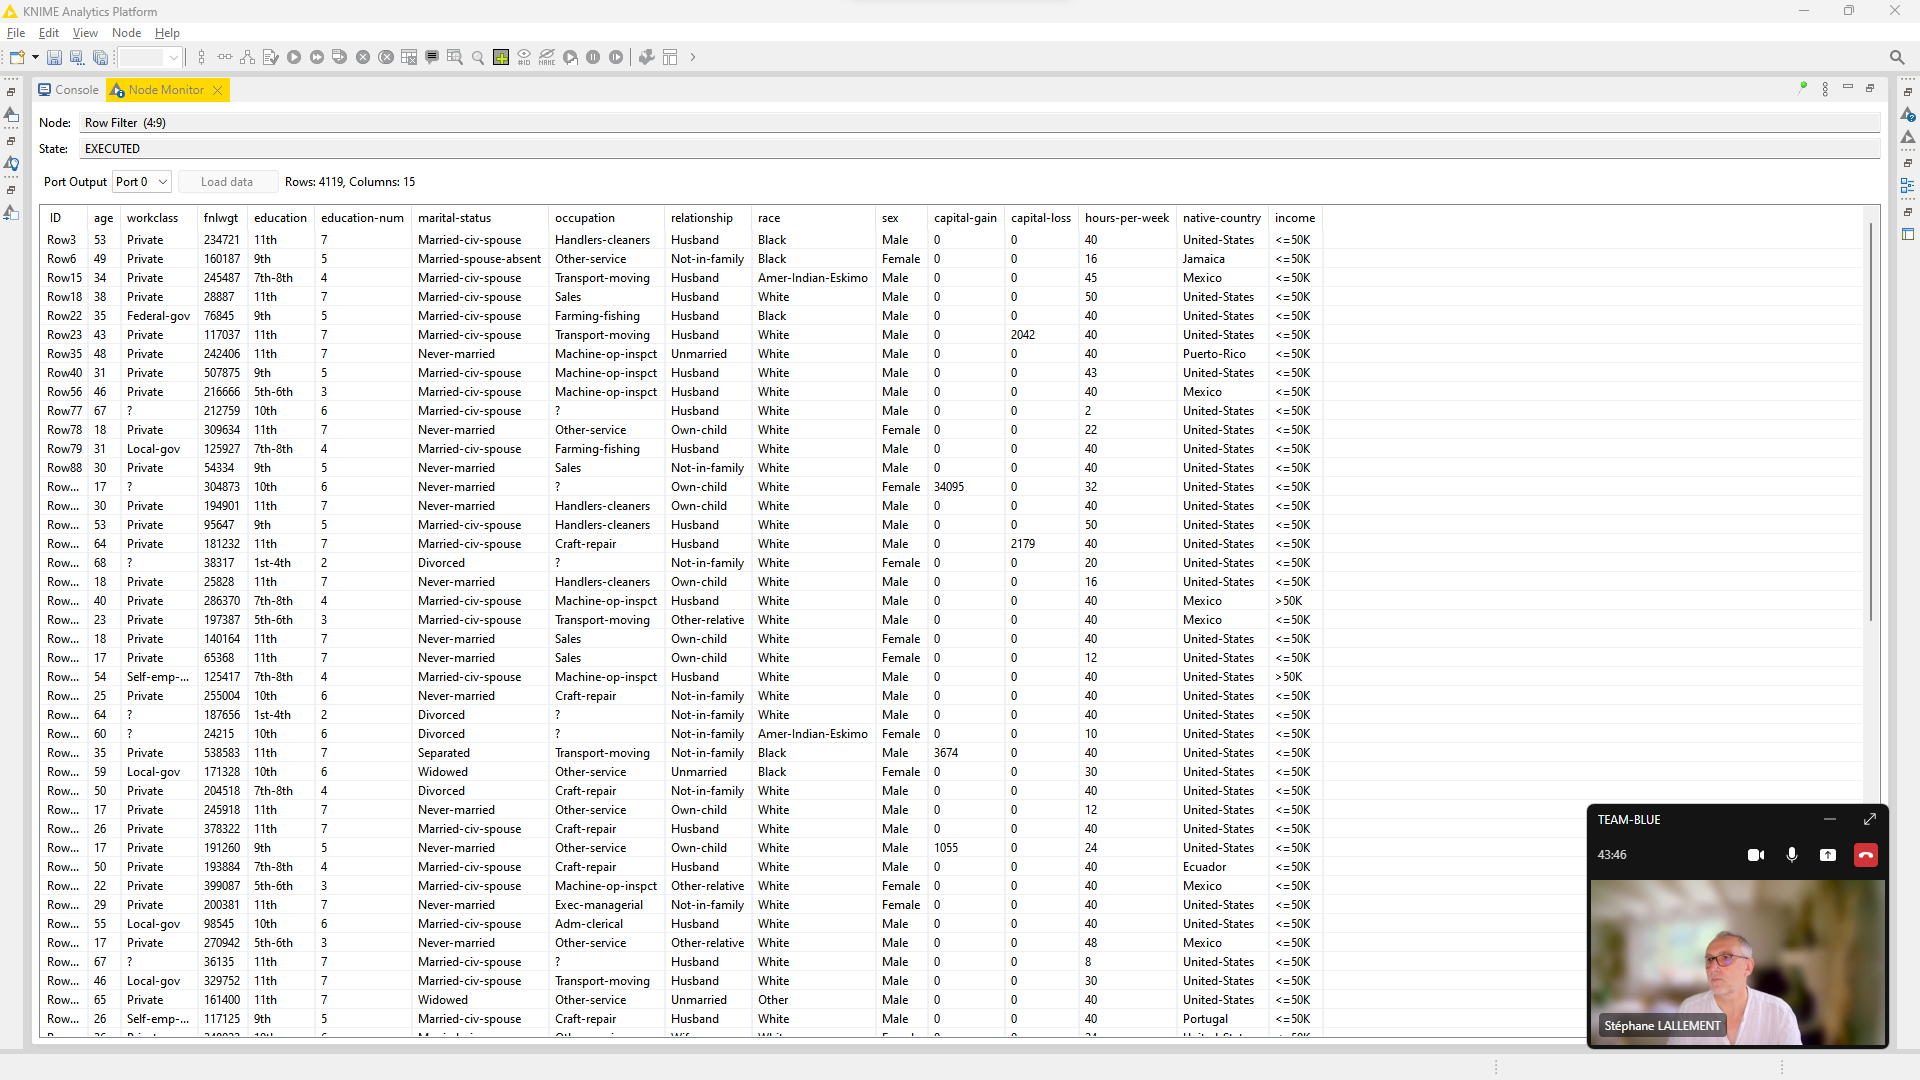 KNIME Analytics Platform
File Edit View Node Help
#ID NAME
Console Node Monitor
Node: Row Filter (4:9)
State: EXECUTED
Port Output Port 0 Load data Rows: 4119, Columns: 15
ID age workclass fnlwgt education education-num marital-status occupation relationship race sex capital-gain capital-loss hours-per-week native-country income
Row3 53 Private 234721 11th 7 Married-civ-spouse Handlers-cleaners Husband Black Male 0 0 40 United-States <=50K
Row6 49 Private 160187 9th 5 Married-spouse-absent Other-service Not-in-family Black Female 0 0 16 Jamaica <=50K
Row15 34 Private 245487 7th-8th 4 Married-civ-spouse Transport-moving Husband Amer-Indian-Eskimo Male 0 0 45 Mexico <=50K
Row18 38 Private 28887 11th 7 Married-civ-spouse Sales Husband White Male 0 0 50 United-States <=50K
Row22 35 Federal-gov 76845 9th 5 Married-civ-spouse Farming-fishing Husband Black Male 0 0 40 United-States <=50K
Row23 43 Private 117037 11th 7 Married-civ-spouse Transport-moving Husband White Male 0 2042 40 United-States <=50K
Row35 48 Private 242406 11th 7 Never-married Machine-op-inspct Unmarried White Male 0 0 40 Puerto-Rico <=50K
Row40 31 Private 507875 9th 5 Married-civ-spouse Machine-op-inspct Husband White Male 0 0 43 United-States <=50K
Row56 46 Private 216666 5th-6th 3 Married-civ-spouse Machine-op-inspct Husband White Male 0 0 40 Mexico <=50K
Row77 67 ? 212759 10th 6 Married-civ-spouse ? Husband White Male 0 0 2 United-States <=50K
Row78 18 Private 309634 11th 7 Never-married Other-service Own-child White Female 0 0 22 United-States <=50K
Row79 31 Local-gov 125927 7th-8th 4 Married-civ-spouse Farming-fishing Husband White Male 0 0 40 United-States <=50K
Row88 30 Private 54334 9th 5 Never-married Sales Not-in-family White Male 0 0 40 United-States <=50K
Row... 17 ? 304873 10th 6 Never-married ? Own-child White Female 34095 0 32 United-States <=50K
Row... 30 Private 194901 11th 7 Never-married Handlers-cleaners Own-child White Male 0 0 40 United-States <=50K
Row... 53 Private 95647 9th 5 Married-civ-spouse Handlers-cleaners Husband White Male 0 0 50 United-States <=50K
Row... 64 Private 181232 11th 7 Married-civ-spouse Craft-repair Husband White Male 0 2179 40 United-States <=50K
Row... 68 ? 38317 1st-4th 2 Divorced ? Not-in-family White Female 0 0 20 United-States <=50K
Row... 18 Private 25828 11th 7 Never-married Handlers-cleaners Own-child White Male 0 0 16 United-States <=50K
Row... 40 Private 286370 7th-8th 4 Married-civ-spouse Machine-op-inspct Husband White Male 0 0 40 Mexico >50K
Row... 23 Private 197387 5th-6th 3 Married-civ-spouse Transport-moving Other-relative White Male 0 0 40 Mexico <=50K
Row... 18 Private 140164 11th 7 Never-married Sales Own-child White Female 0 0 40 United-States <=50K
Row... 17 Private 65368 11th 7 Never-married Sales Own-child White Female 0 0 12 United-States <=50K
Row... 54 Self-emp-... 125417 7th-8th 4 Married-civ-spouse Machine-op-inspct Husband White Male 0 0 40 United-States >50K
Row... 25 Private 255004 10th 6 Never-married Craft-repair Not-in-family White Male 0 0 40 United-States <=50K
Row... 64 ? 187656 1st-4th 2 Divorced ? Not-in-family White Male 0 0 40 United-States <=50K
Row... 60 ? 24215 10th 6 Divorced ? Not-in-family Amer-Indian-Eskimo Female 0 0 10 United-States <=50K
Row... 35 Private 538583 11th 7 Separated Transport-moving Not-in-family Black Male 3674 0 40 United-States <=50K
Row... 59 Local-gov 171328 10th 6 Widowed Other-service Unmarried Black Female 0 0 30 United-States <=50K
Row... 50 Private 204518 7th-8th 4 Divorced Craft-repair Not-in-family White Male 0 0 40 United-States <=50K
Row... 17 Private 245918 11th 7 Never-married Other-service Own-child White Male 0 0 12 United-States <=50K
Row... 26 Private 378322 11th 7 Married-civ-spouse Craft-repair Husband White Male 0 0 40 United-States <=50K
Row... 17 Private 191260 9th 5 Never-married Other-service Own-child White Male 1055 0 24 United-States <=50K
Row... 50 Private 193884 7th-8th 4 Married-civ-spouse Craft-repair Husband White Male 0 0 40 Ecuador <=50K
Row... 22 Private 399087 5th-6th 3 Married-civ-spouse Machine-op-inspct Other-relative White Female 0 0 40 Mexico <=50K
Row... 29 Private 200381 11th 7 Never-married Exec-managerial Not-in-family White Female 0 0 40 United-States <=50K
Row... 55 Local-gov 98545 10th 6 Married-civ-spouse Adm-clerical Husband White Male 0 0 40 United-States <=50K
Row... 17 Private 270942 5th-6th 3 Never-married Other-service Other-relative White Male 0 0 48 Mexico <=50K
Row... 67 ? 36135 11th 7 Married-civ-spouse ? Husband White Male 0 0 8 United-States <=50K
Row... 46 Local-gov 329752 11th 7 Married-civ-spouse Transport-moving Husband White Male 0 0 30 United-States <=50K
Row... 65 Private 161400 11th 7 Widowed Other-service Unmarried Other Male 0 0 40 United-States <=50K
Row... 26 Self-emp-... 117125 9th 5 Married-civ-spouse Craft-repair Husband White Male 0 0 40 Portugal <=50K
TEAM-BLUE
43:46
Stéphane LALLEMENT